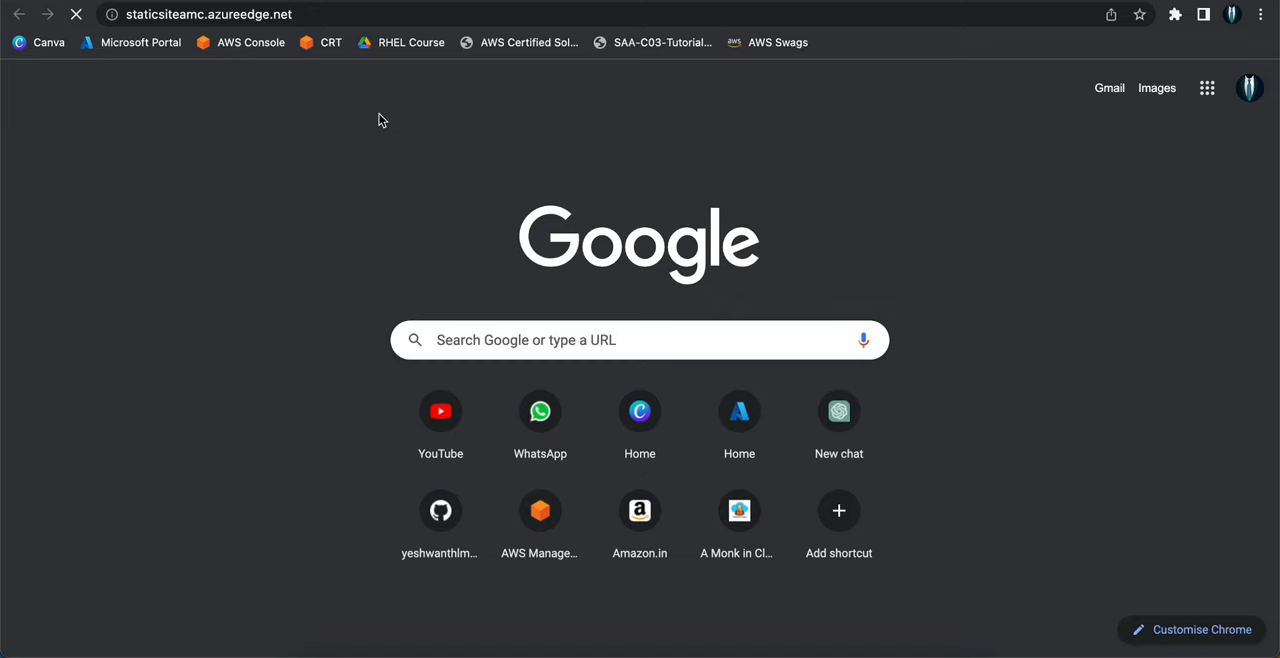 staticsiteamc.azureedge.net
Canva Microsoft Portal AWS Console CRT RHEL Course AWS Certified Sol... SAA-C03-Tutorial... aws AWS Swags
Gmail Images
Google
Search Google or type a URL
YouTube WhatsApp Home Home New chat
yeshwanthlm... AWS Manage... Amazon.in A Monk in Cl... Add shortcut
Customise Chrome